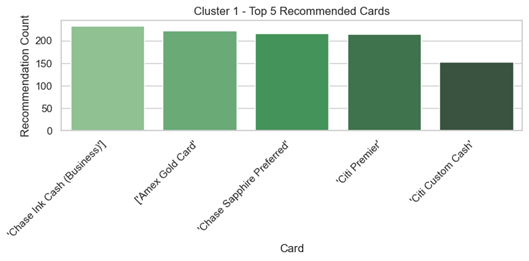 Cluster 1 - Top 5 Recommended Cards
Recommendation Count
200
150
100
50
0
'Chase Ink Cash (Business)']
['Amex Gold Card'
'Chase Sapphire Preferred'
'Citi Premier'
'Citi Custom Cash'
Card